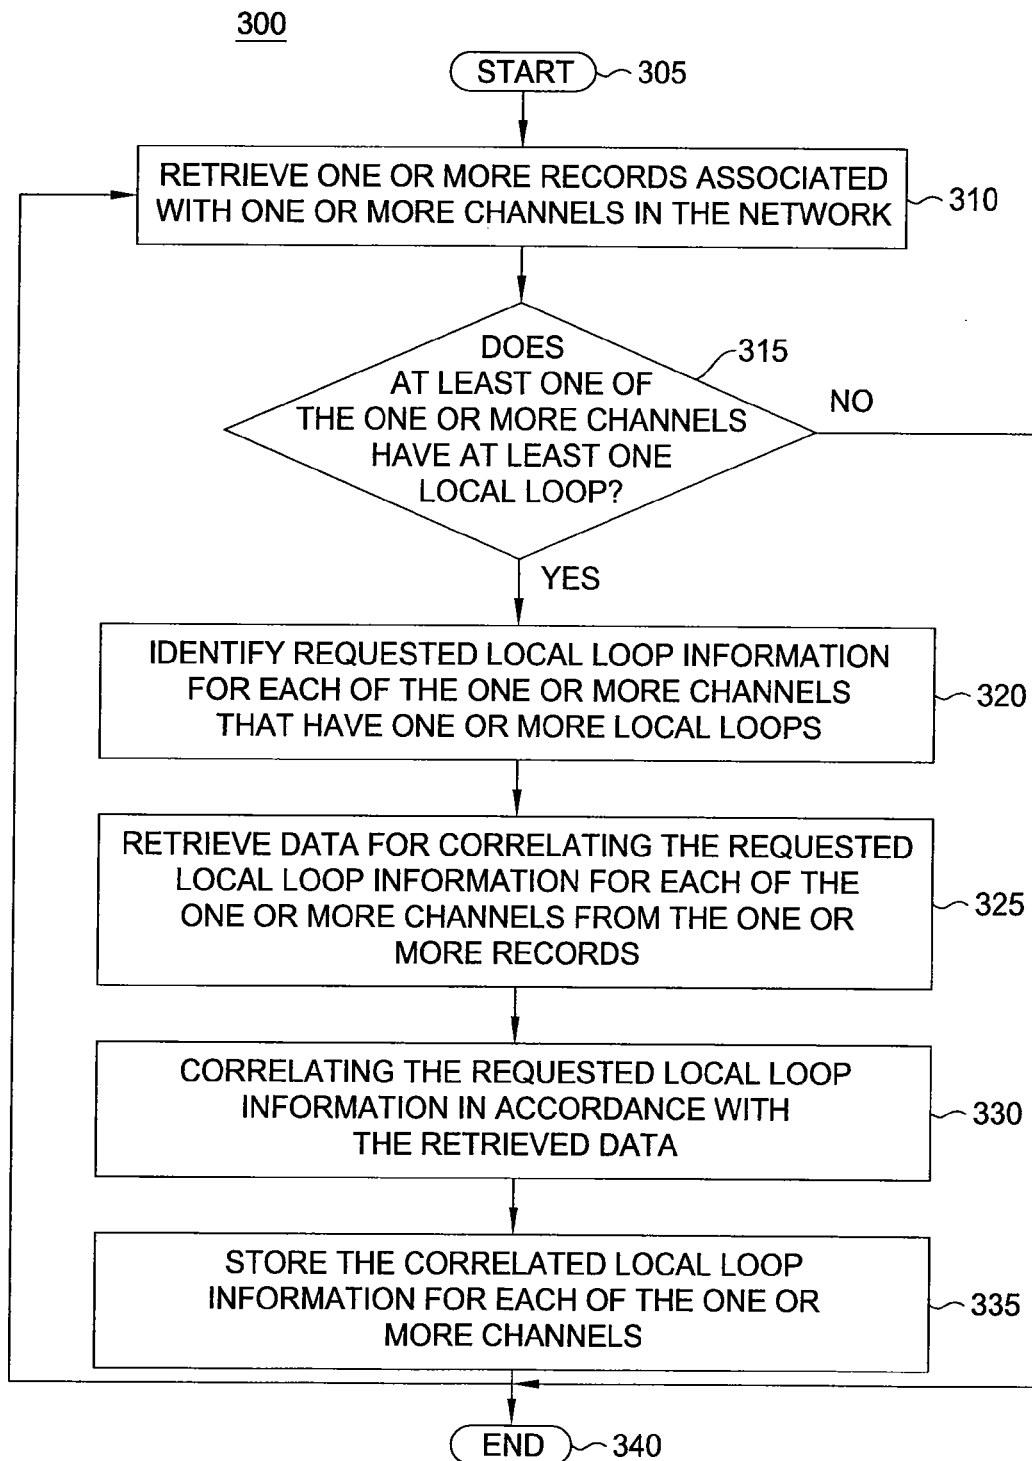 300
START
305
RETRIEVE ONE OR MORE RECORDS ASSOCIATED
WITH ONE OR MORE CHANNELS IN THE NETWORK
310
DOES
AT LEAST ONE OF
THE ONE OR MORE CHANNELS
HAVE AT LEAST ONE
LOCAL LOOP?
315
NO
YES
IDENTIFY REQUESTED LOCAL LOOP INFORMATION
FOR EACH OF THE ONE OR MORE CHANNELS
THAT HAVE ONE OR MORE LOCAL LOOPS
320
RETRIEVE DATA FOR CORRELATING THE REQUESTED
LOCAL LOOP INFORMATION FOR EACH OF THE
ONE OR MORE CHANNELS FROM THE ONE OR
MORE RECORDS
325
CORRELATING THE REQUESTED LOCAL LOOP
INFORMATION IN ACCORDANCE WITH
THE RETRIEVED DATA
330
STORE THE CORRELATED LOCAL LOOP
INFORMATION FOR EACH OF THE ONE OR
MORE CHANNELS
335
END
340